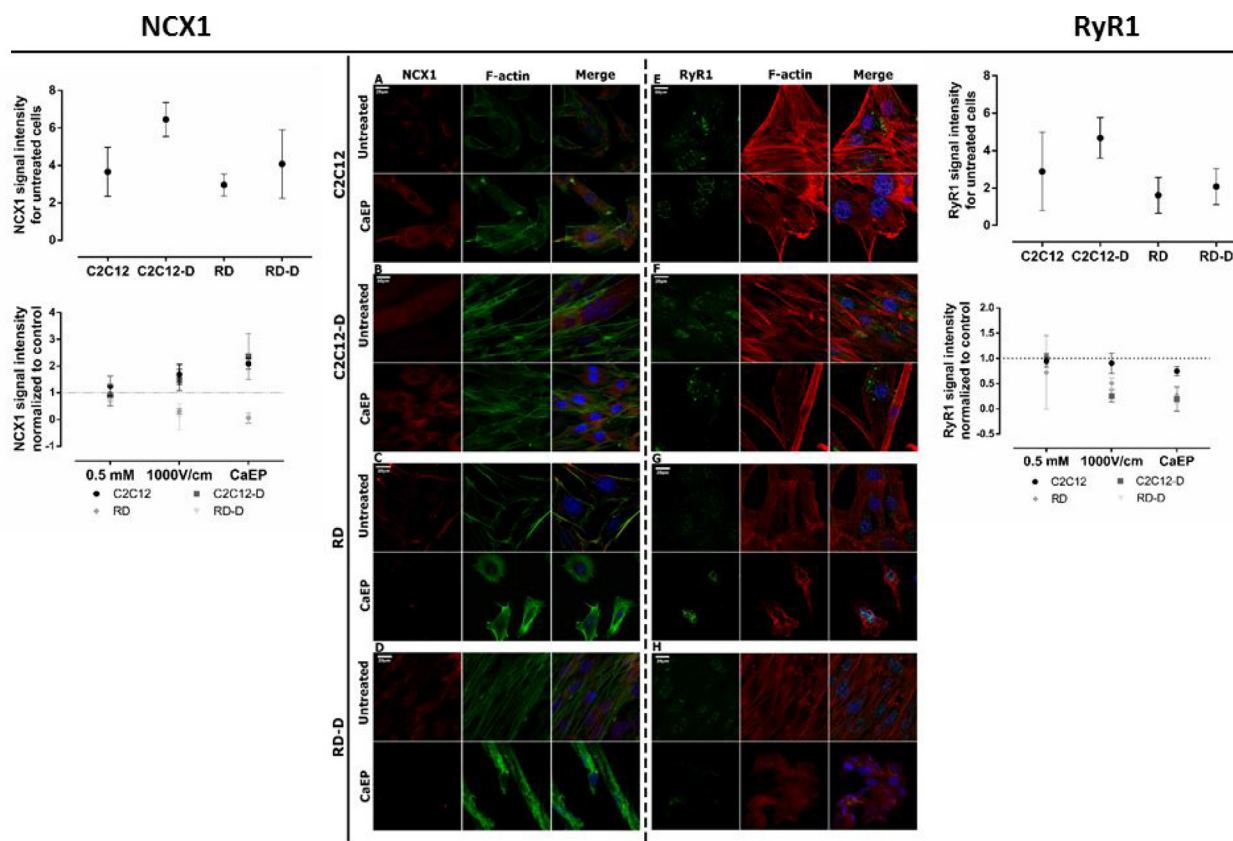 NCX1
RyR1
NCX1 signal intensity
for untreated cells
8
6
4
2
0
C2C12
C2C12-D
RD
RD-D
NCX1 signal intensity
normalized to control
4
3
2
1
0
-1
0.5 mM
1000V/cm
CaEP
C2C12
C2C12-D
RD
RD-D
NCX1
F-actin
Merge
RyR1
F-actin
Merge
C2C12
Untreated
A
E
CaEP
C2C12-D
Untreated
B
F
CaEP
RD
Untreated
C
G
CaEP
RD-D
Untreated
D
H
CaEP
RyR1 signal intensity
for untreated cells
8
6
4
2
0
C2C12
C2C12-D
RD
RD-D
RyR1 signal intensity
normalized to control
2.0
1.5
1.0
0.5
0.0
0.5
0.5 mM
1000V/cm
CaEP
C2C12
C2C12-D
RD
RD-D